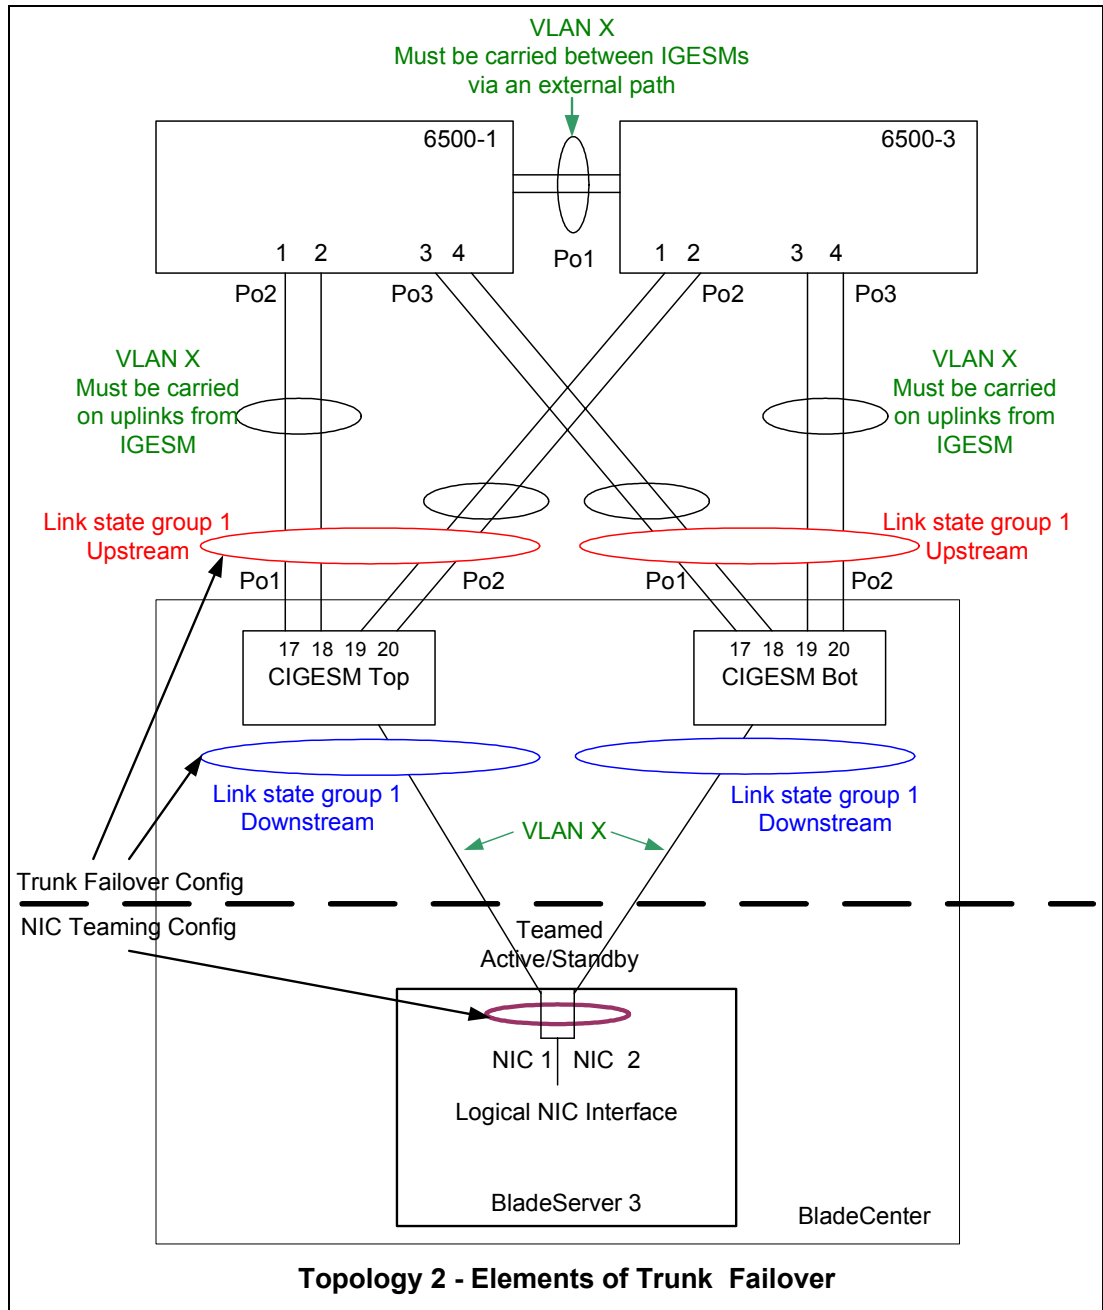 VLAN X
Must be carried between IGESMs
via an external path
6500-1
6500-3
1 2 3 4
Po1
1 2 3 4
Po2
Po3
Po2
Po3
VLAN X
Must be carried
on uplinks from
IGESM
VLAN X
Must be carried
on uplinks from
IGESM
Link state group 1
Upstream
Link state group 1
Upstream
Po1
Po2
Po1
Po2
17 18 19 20
CIGESM Top
17 18 19 20
CIGESM Bot
Link state group 1
Downstream
Link state group 1
Downstream
VLAN X
Trunk Failover Config
NIC Teaming Config
Teamed
Active/Standby
NIC 1 NIC 2
Logical NIC Interface
BladeServer 3
BladeCenter
Topology 2 - Elements of Trunk Failover